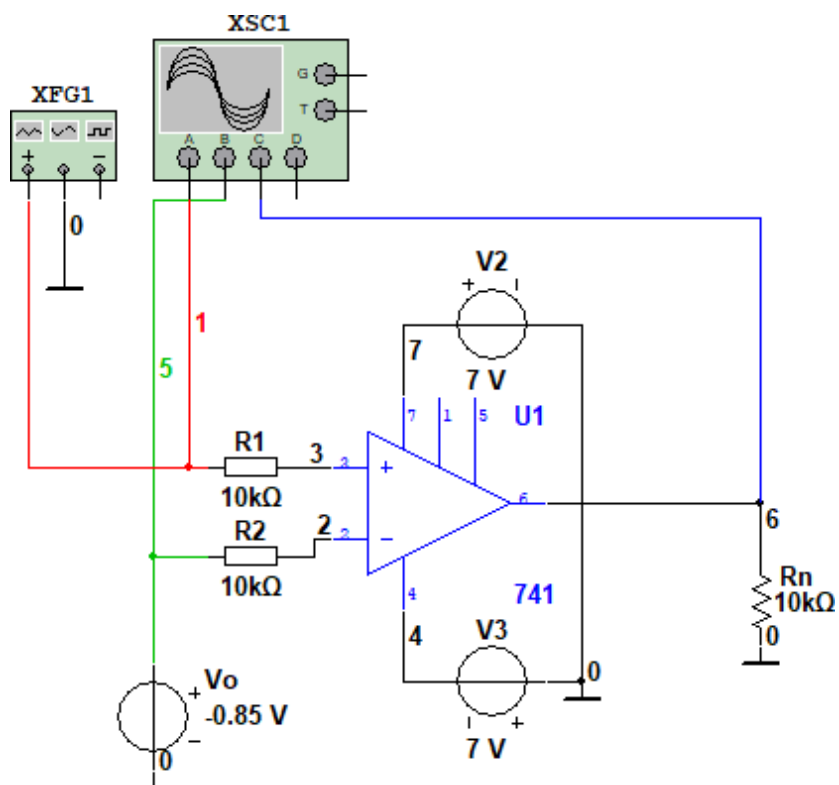 XSC1
XFG1
G
T
A B C D
+ −
0
1
5
V2
+ −
7
7 V
7 1 5 U1
R1
3 3 +
10kΩ
R2
2 2 −
10kΩ
6
6
4
741
4
V3
0
− +
7 V
Rn
10kΩ
0
Vo
+
-0.85 V
−
0